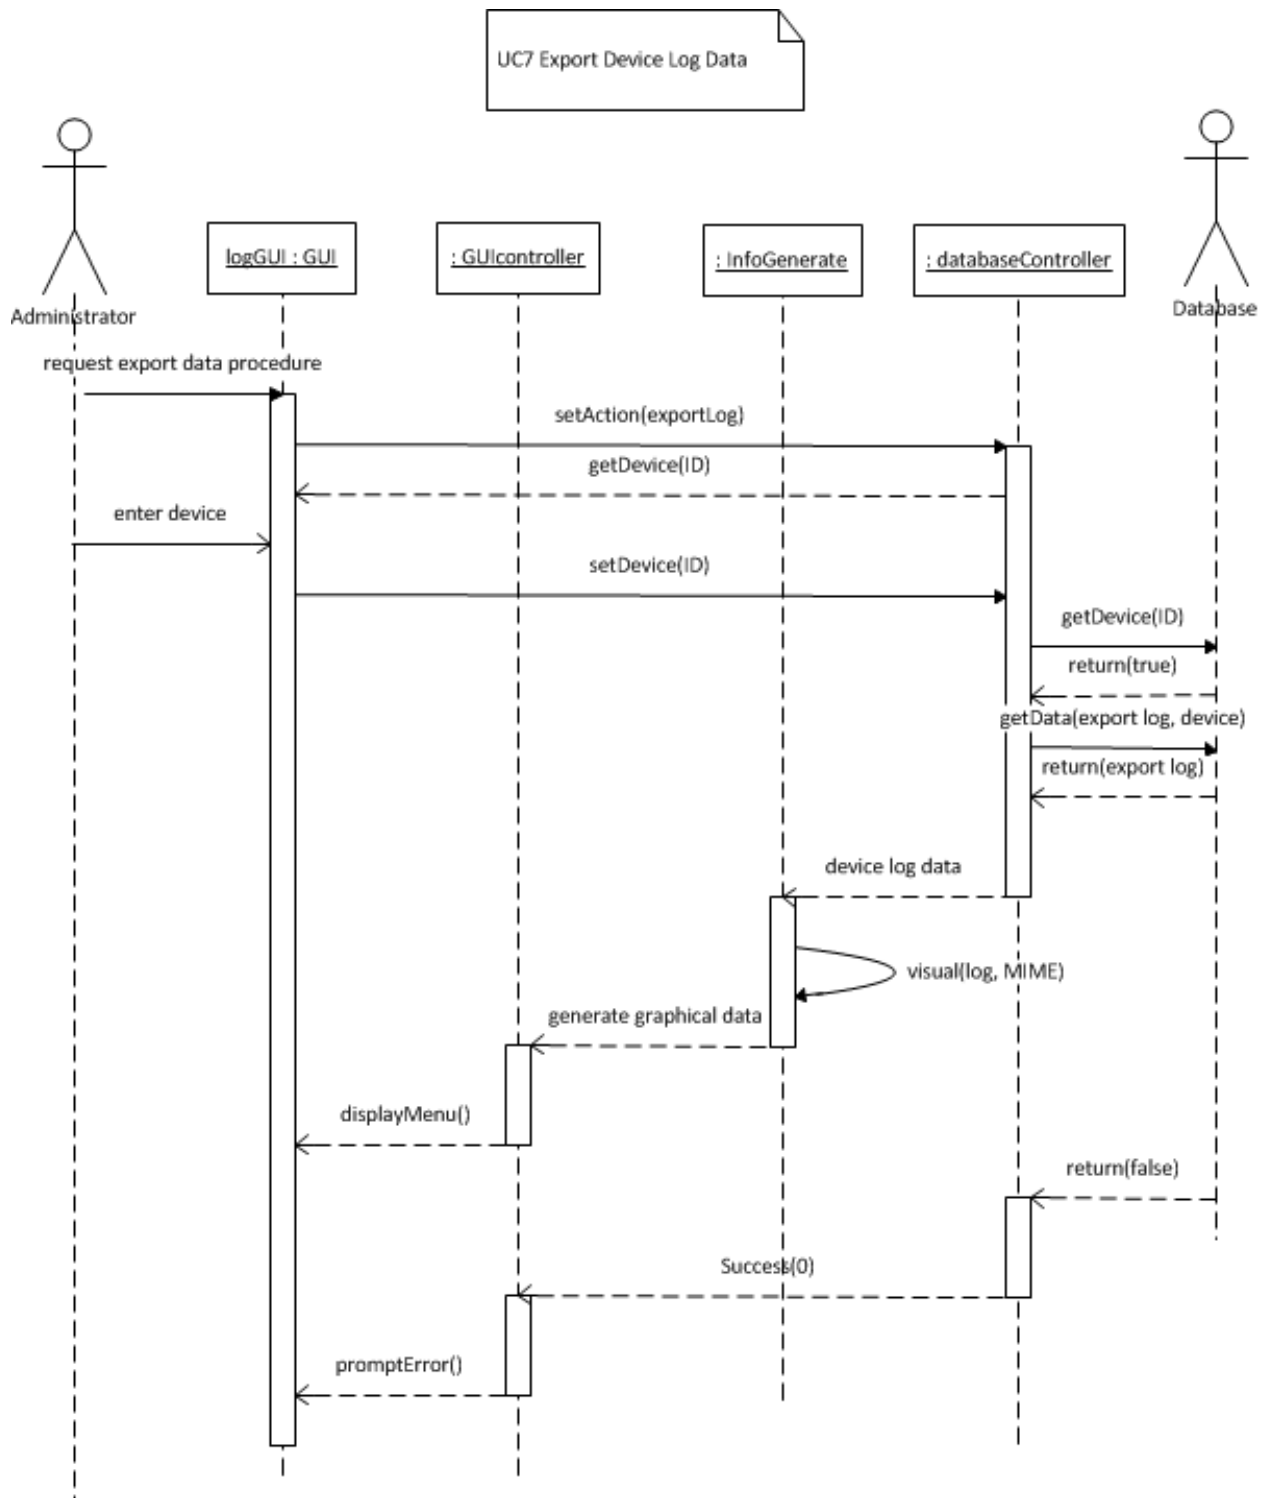 UC7 Export Device Log Data
logGUI : GUI
: GUIcontroller
: InfoGenerate
: databaseController
Administrator
Database
request export data procedure
setAction(exportLog)
getDevice(ID)
enter device
setDevice(ID)
getDevice(ID)
return(true)
getData(export log, device)
return(export log)
device log data
visual(log, MIME)
generate graphical data
displayMenu()
return(false)
Success(0)
promptError()